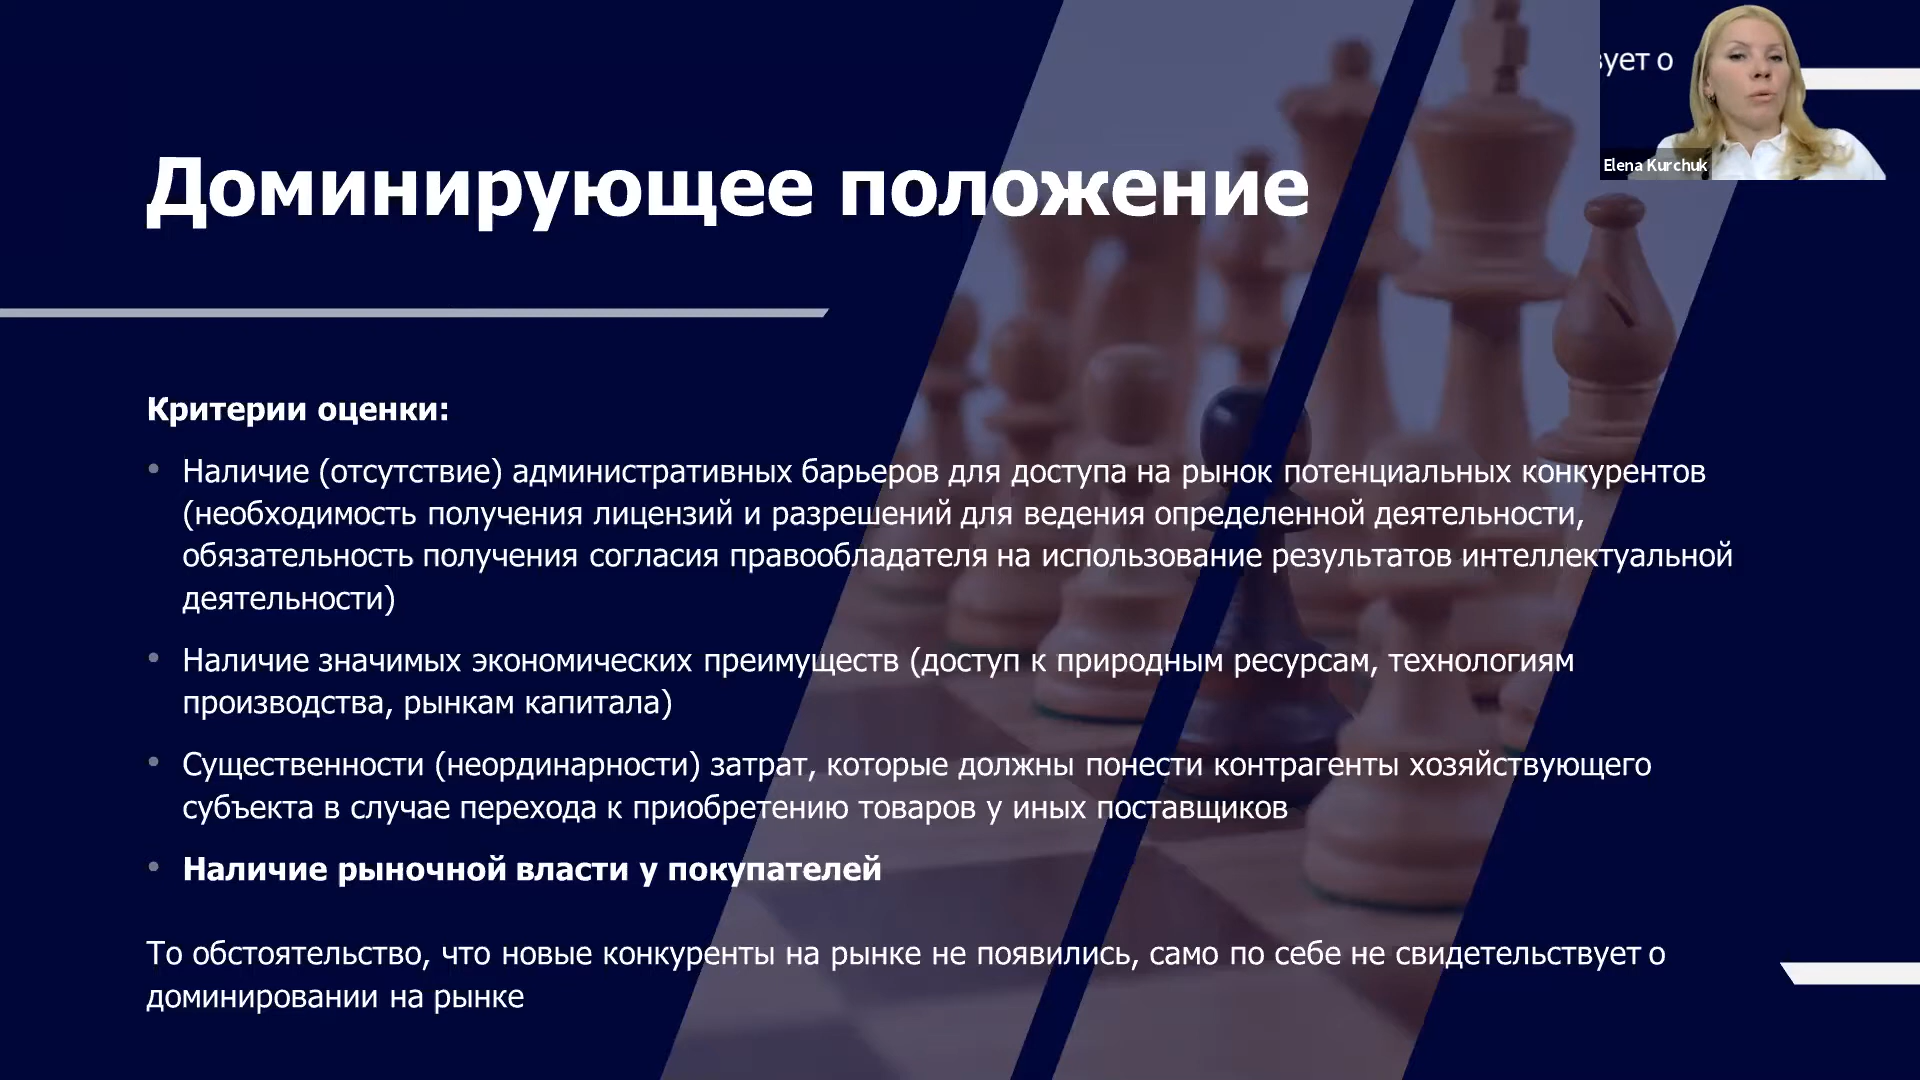 вует о
Elena Kurchuk
Доминирующее положение
Критерии оценки:
• Наличие (отсутствие) административных барьеров для доступа на рынок потенциальных конкурентов
(необходимость получения лицензий и разрешений для ведения определенной деятельности,
обязательность получения согласия правообладателя на использование результатов интеллектуальной
деятельности)
• Наличие значимых экономических преимуществ (доступ к природным ресурсам, технологиям
производства, рынкам капитала)
• Существенности (неординарности) затрат, которые должны понести контрагенты хозяйствующего
субъекта в случае перехода к приобретению товаров у иных поставщиков
• Наличие рыночной власти у покупателей
То обстоятельство, что новые конкуренты на рынке не появились, само по себе не свидетельствует о
доминировании на рынке